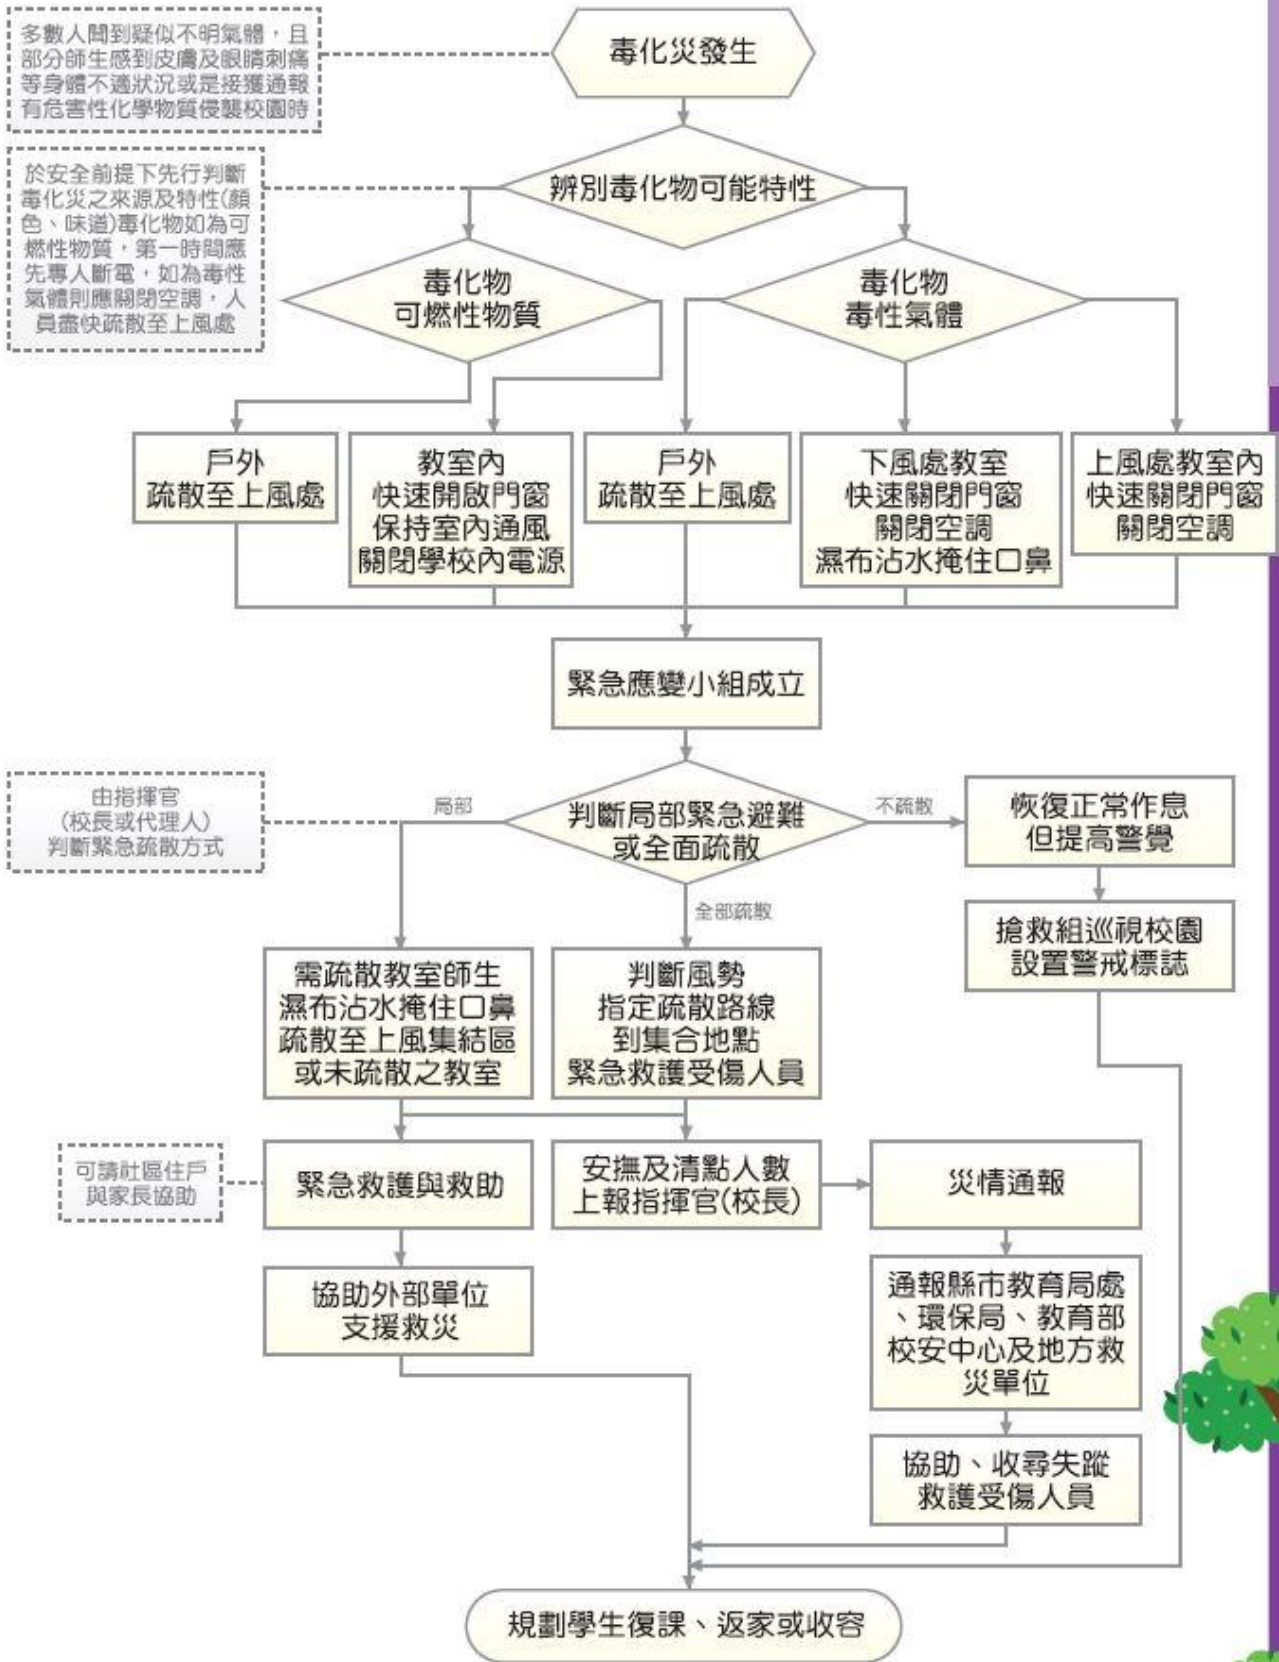 多數人聞到疑似不明氣體，且
部分師生感到皮膚及眼睛刺痛
等身體不適狀況或是接獲通報
有危害性化學物質侵襲校園時
毒化災發生
於安全前提下先行判斷
毒化災之來源及特性(顏
色、味道)毒化物如為可
燃性物質，第一時間應
先專人斷電，如為毒性
氣體則應關閉空調，人
員盡快疏散至上風處
辨別毒化物可能特性
毒化物
可燃性物質
毒化物
毒性氣體
戶外
疏散至上風處
教室內
快速開啟門窗
保持室內通風
關閉學校內電源
戶外
疏散至上風處
下風處教室
快速關閉門窗
關閉空調
濕布沾水掩住口鼻
上風處教室內
快速關閉門窗
關閉空調
緊急應變小組成立
由指揮官
(校長或代理人)
判斷緊急疏散方式
局部
判斷局部緊急避難
或全面疏散
不疏散
恢復正常作息
但提高警覺
全部疏散
搶救組巡視校園
設置警戒標誌
需疏散教室師生
濕布沾水掩住口鼻
疏散至上風集結區
或未疏散之教室
判斷風勢
指定疏散路線
到集合地點
緊急救護受傷人員
可請社區住戶
與家長協助
緊急救護與救助
安撫及清點人數
上報指揮官(校長)
災情通報
協助外部單位
支援救災
通報縣市教育局處
、環保局、教育部
校安中心及地方救
災單位
協助、收尋失蹤
救護受傷人員
規劃學生復課、返家或收容